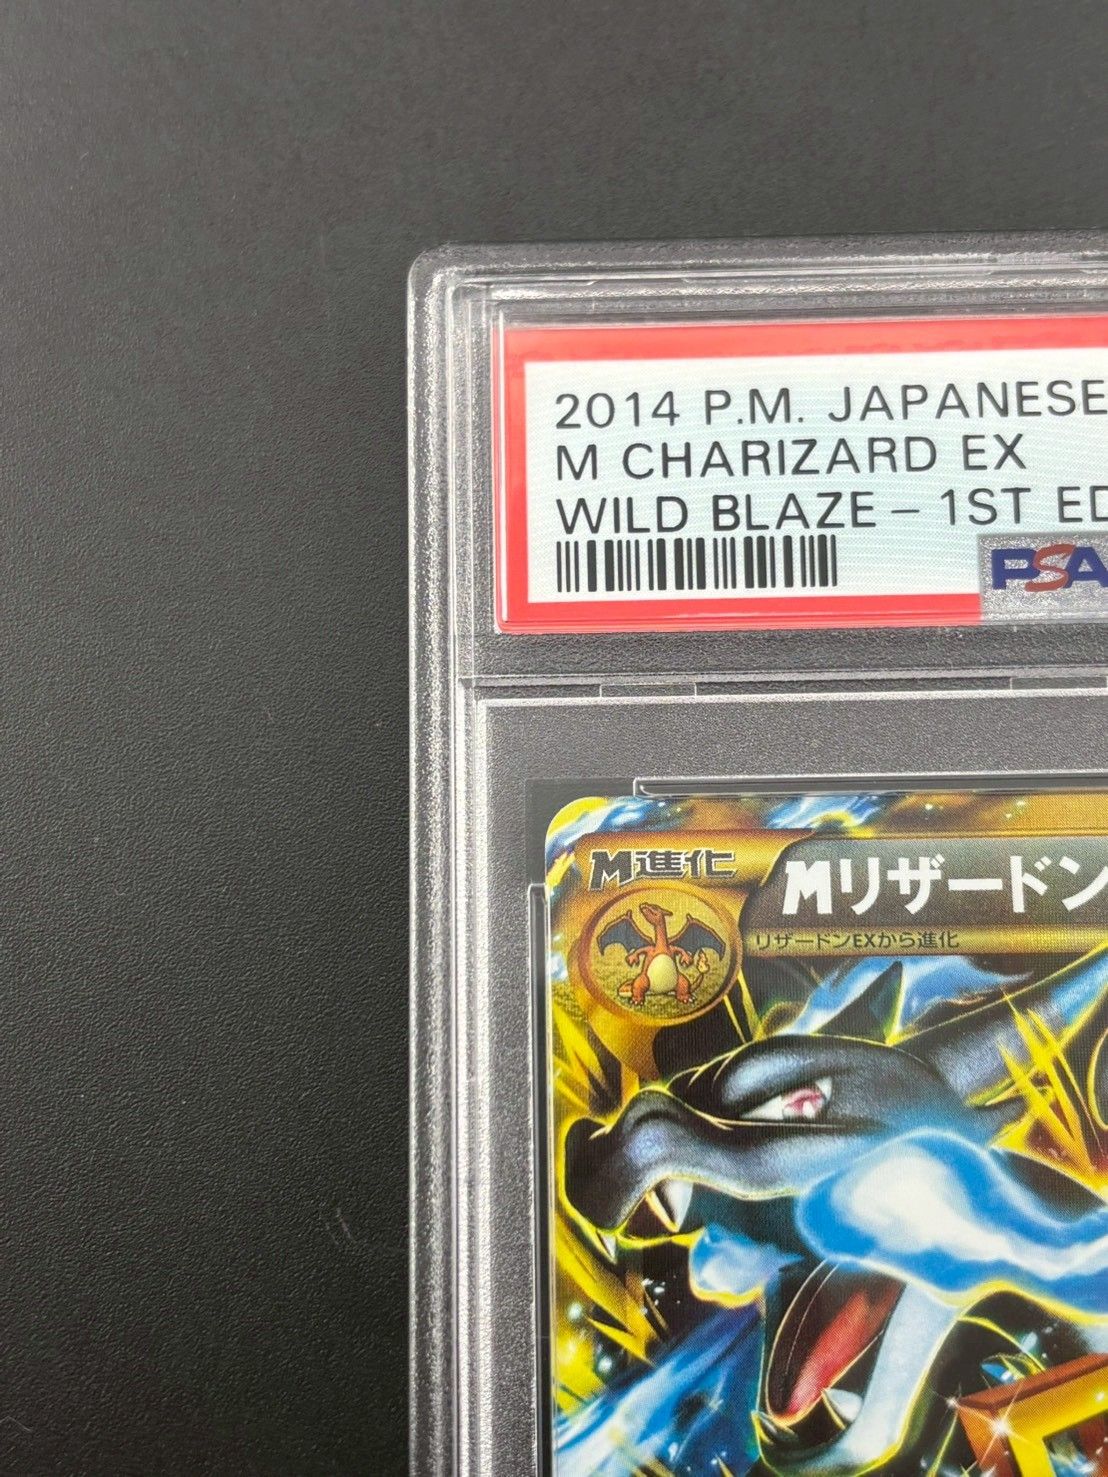 2014 P.M. JAPANESE
M CHARIZARD EX
WILD BLAZE – 1ST ED
PSA
M進化
Mリザードン
リザードンEXから進化